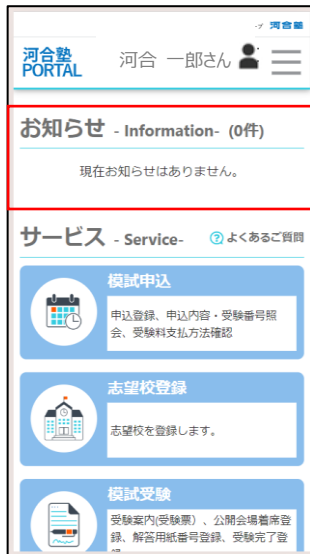 河合塾
河合塾
PORTAL
河合 一郎さん
お知らせ - Information- (0件)
現在お知らせはありません。
サービス - Service- ? よくあるご質問
模試申込
申込登録、申込内容・受験番号照
会、受験料支払方法確認
志望校登録
志望校を登録します。
模試受験
受験案内(受験票)、公開会場着席登
録、解答用紙番号登録、受験完了登